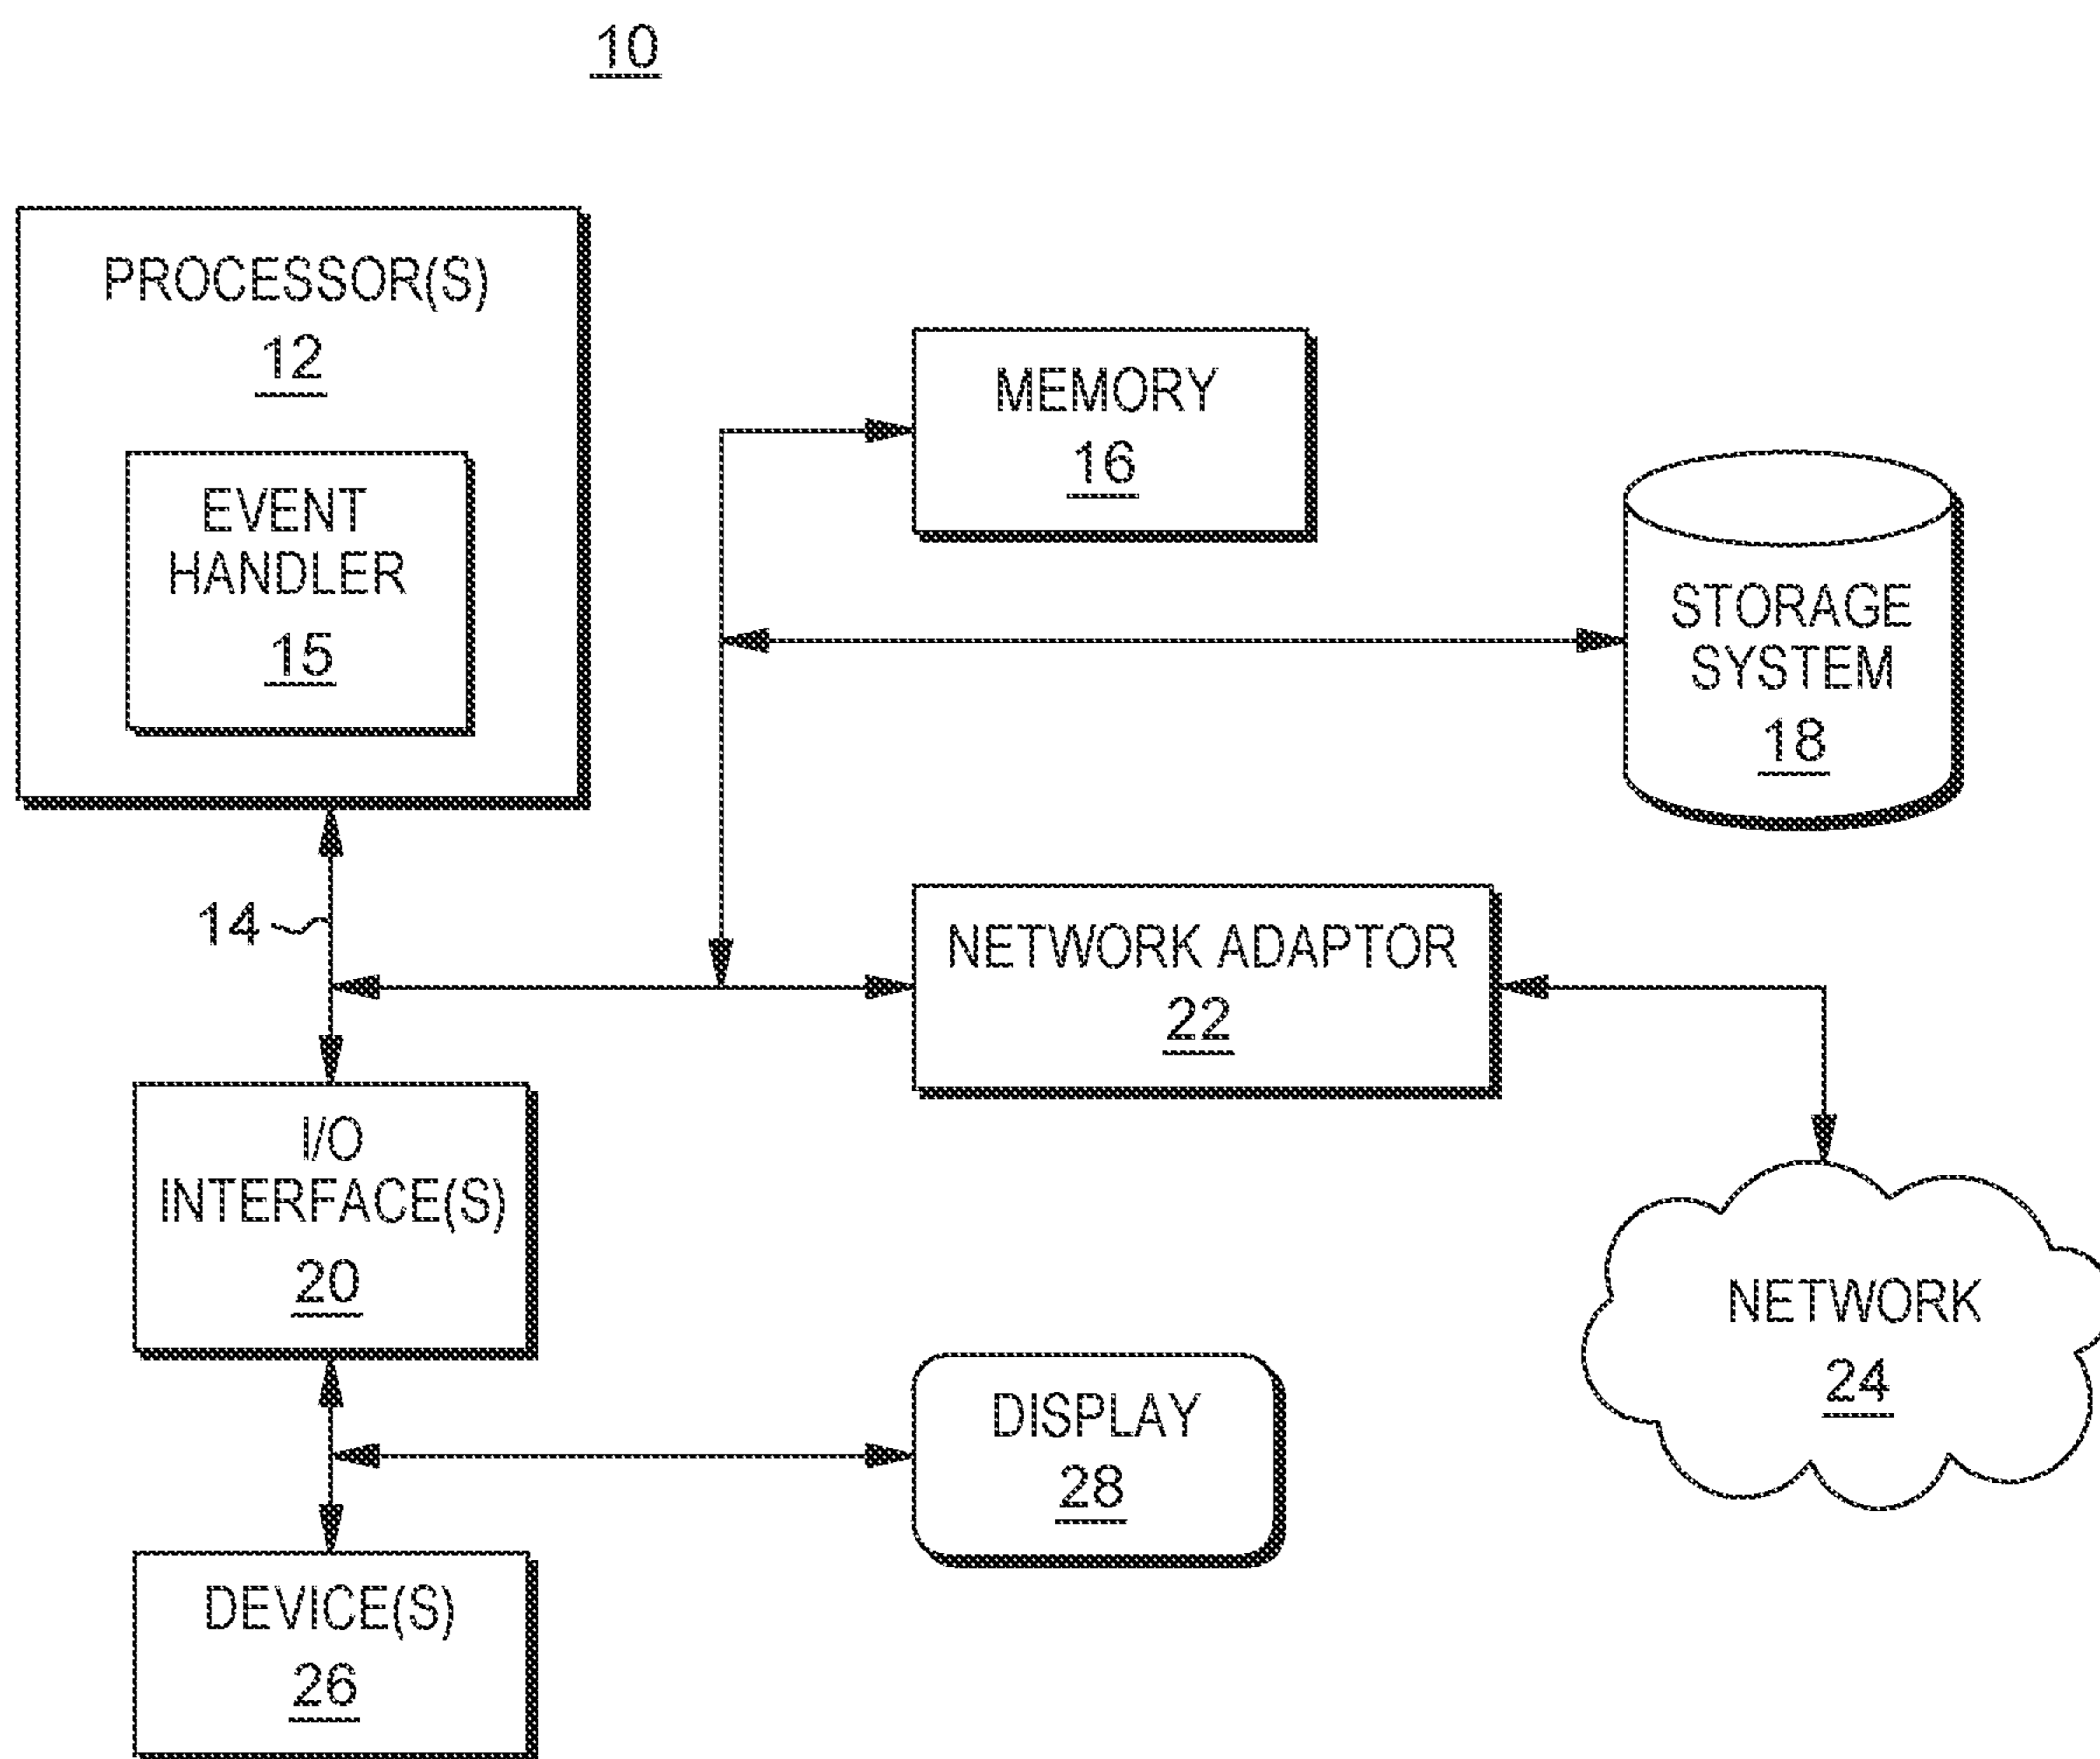 10
PROCESSOR(S)
12
EVENT
HANDLER
15
MEMORY
16
STORAGE
SYSTEM
18
14
NETWORK ADAPTOR
22
I/O
INTERFACE(S)
20
NETWORK
24
DISPLAY
28
DEVICE(S)
26